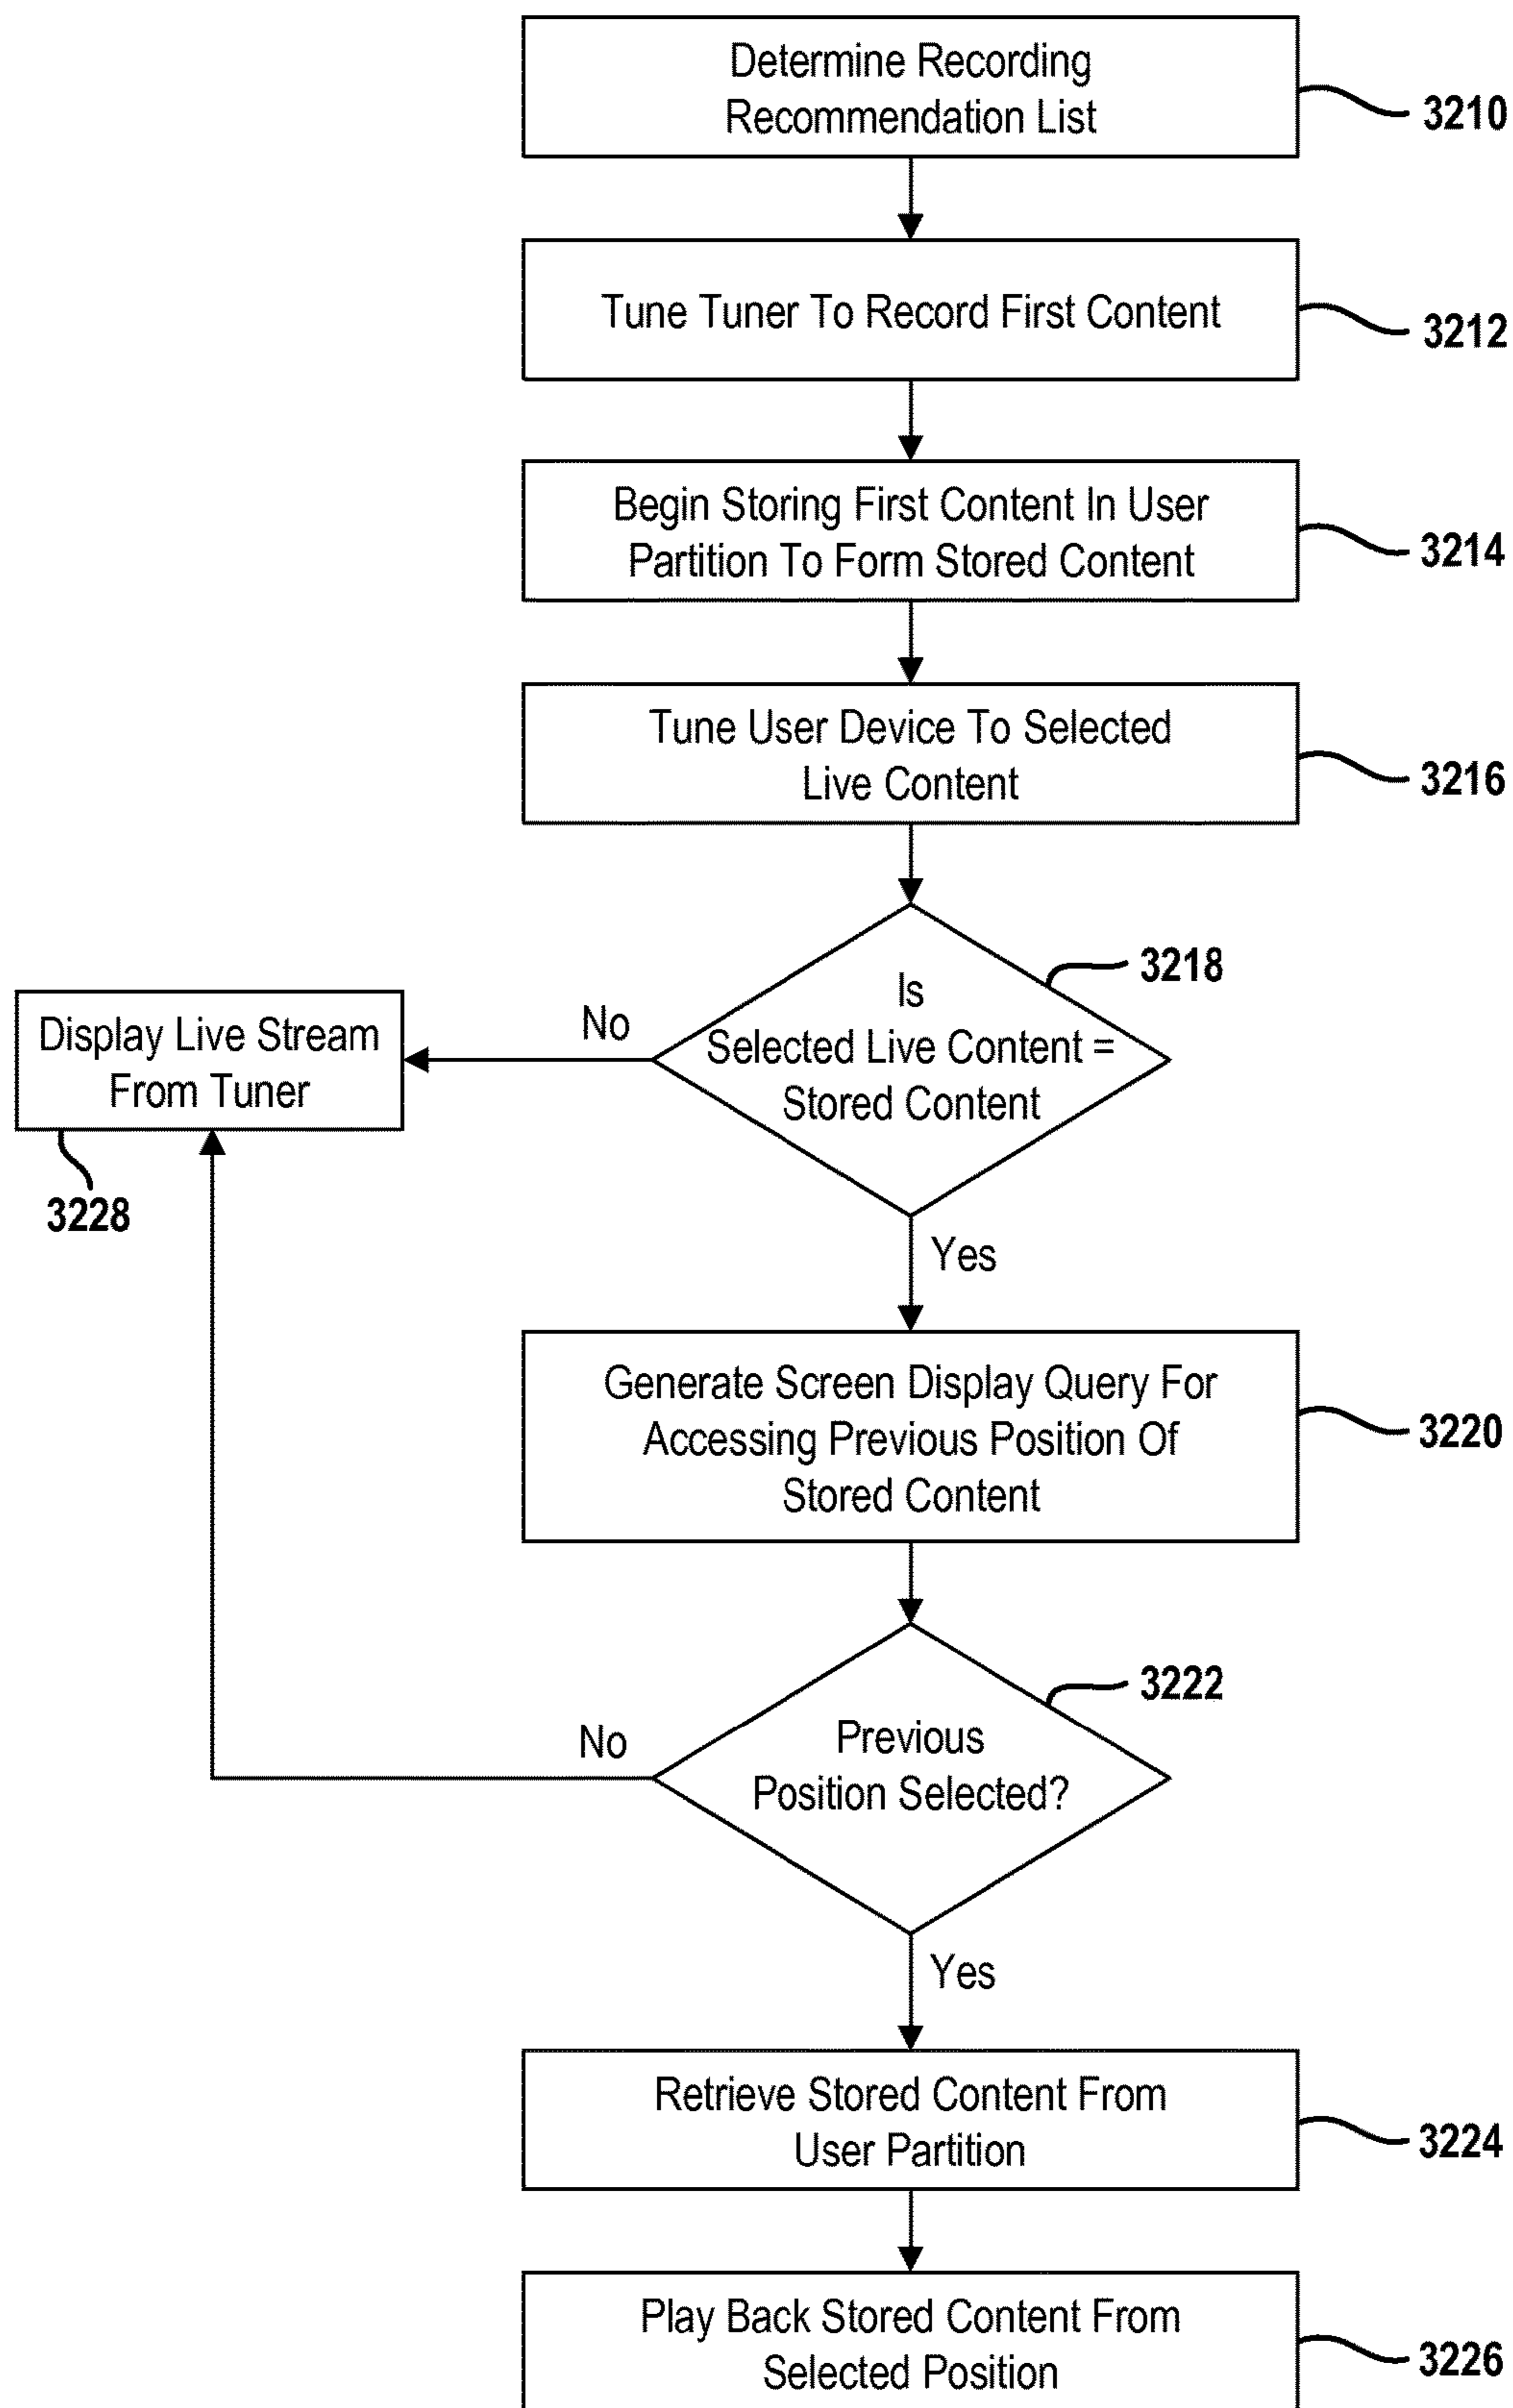 Determine Recording
Recommendation List
3210
Tune Tuner To Record First Content
3212
Begin Storing First Content In User
Partition To Form Stored Content
3214
Tune User Device To Selected
Live Content
3216
Is
Selected Live Content =
Stored Content
3218
No
Display Live Stream
From Tuner
3228
Yes
Generate Screen Display Query For
Accessing Previous Position Of
Stored Content
3220
Previous
Position Selected?
3222
No
Yes
Retrieve Stored Content From
User Partition
3224
Play Back Stored Content From
Selected Position
3226